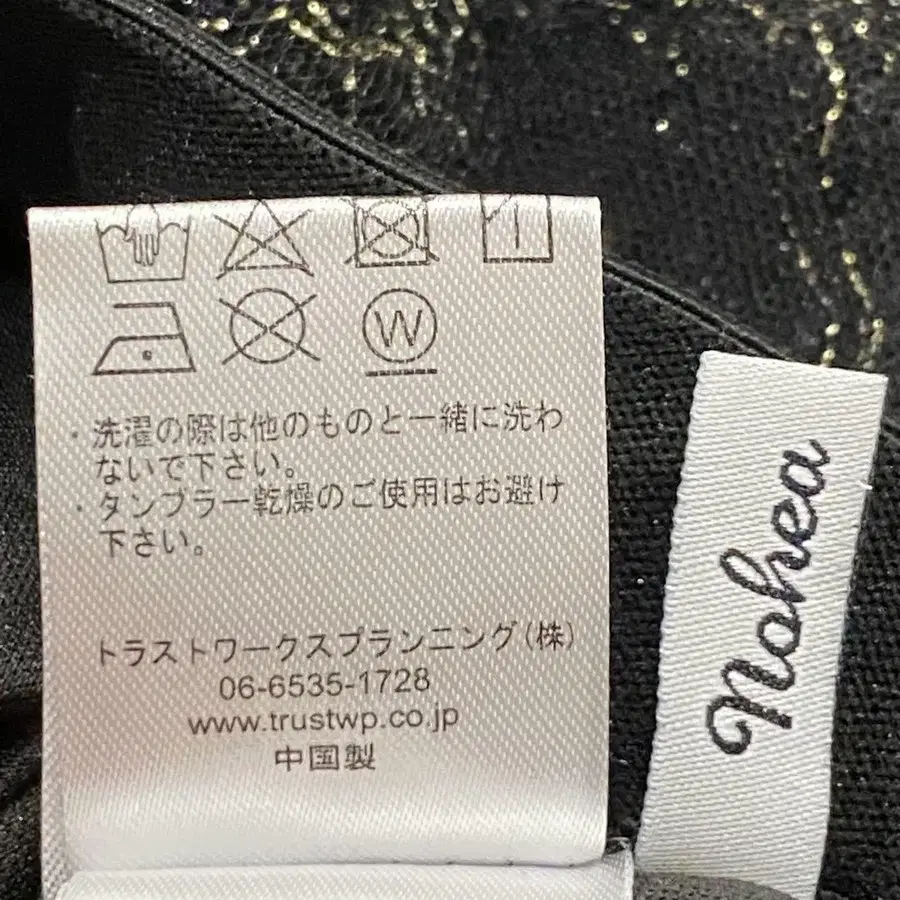 W
・洗濯の際は他のものと一緒に洗わ
ないで下さい。
・タンブラー乾燥のご使用はお避け
下さい。
トラストワークスプランニング(株)
06-6535-1728
www.trustwp.co.jp
中国製
Nohea